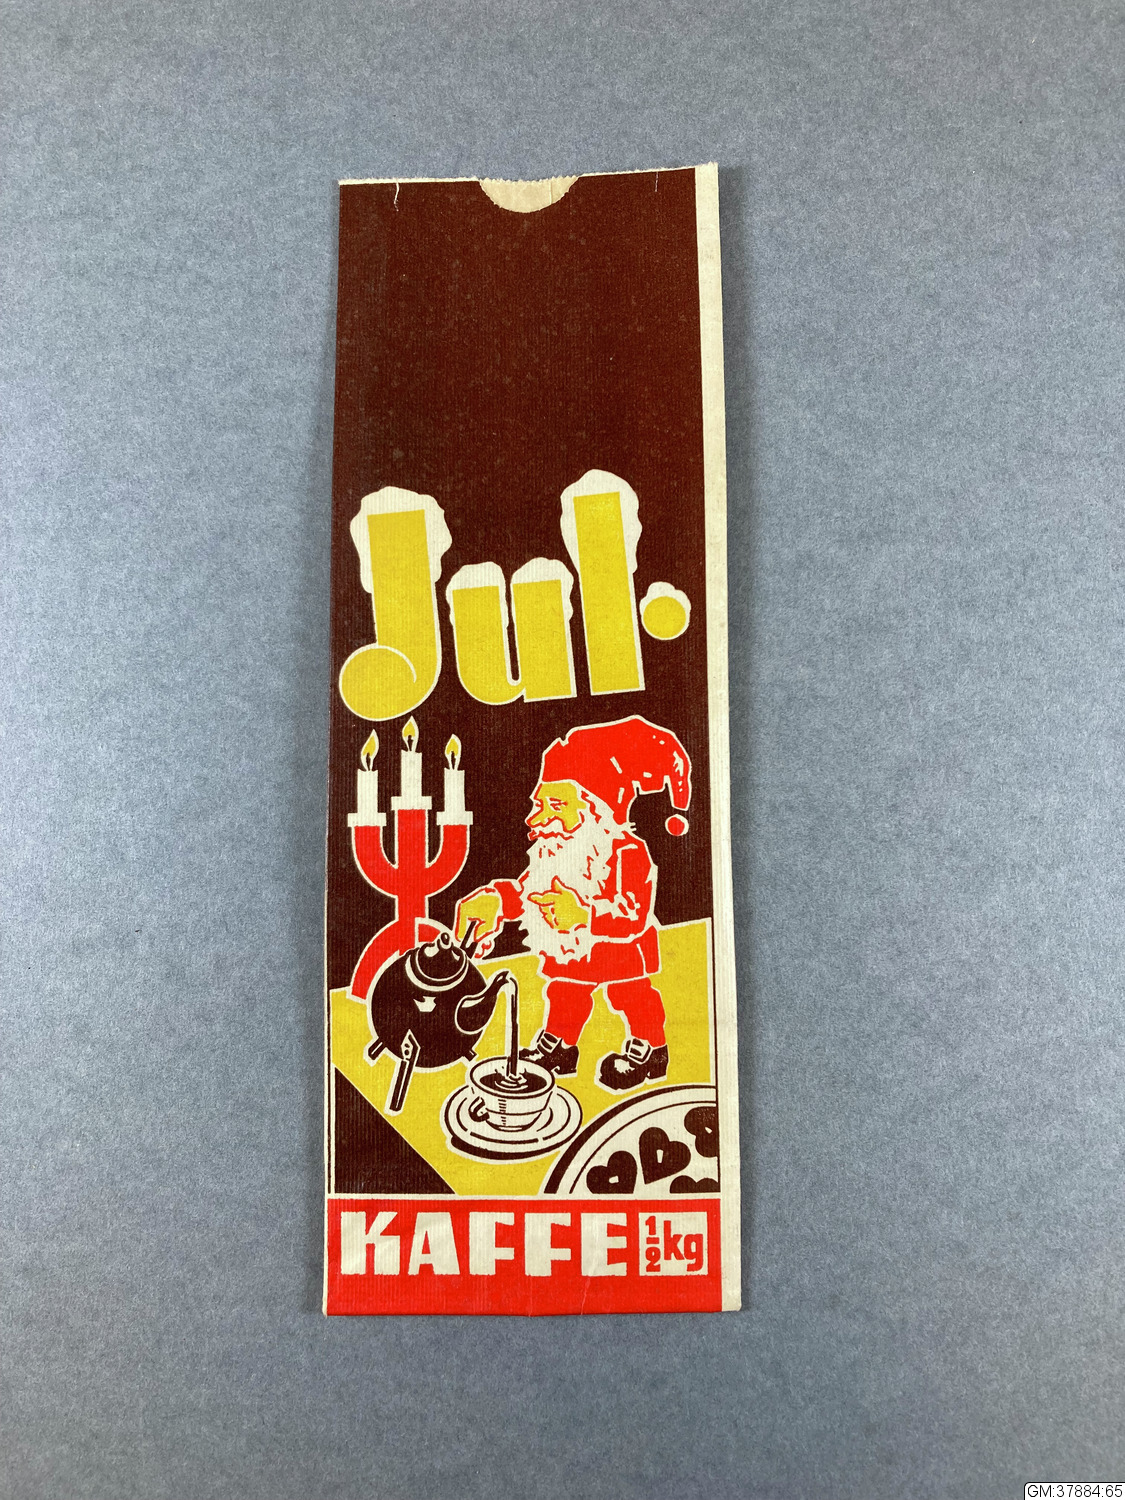 Jul.
KAFFE 1/2 kg
GM:37884:65